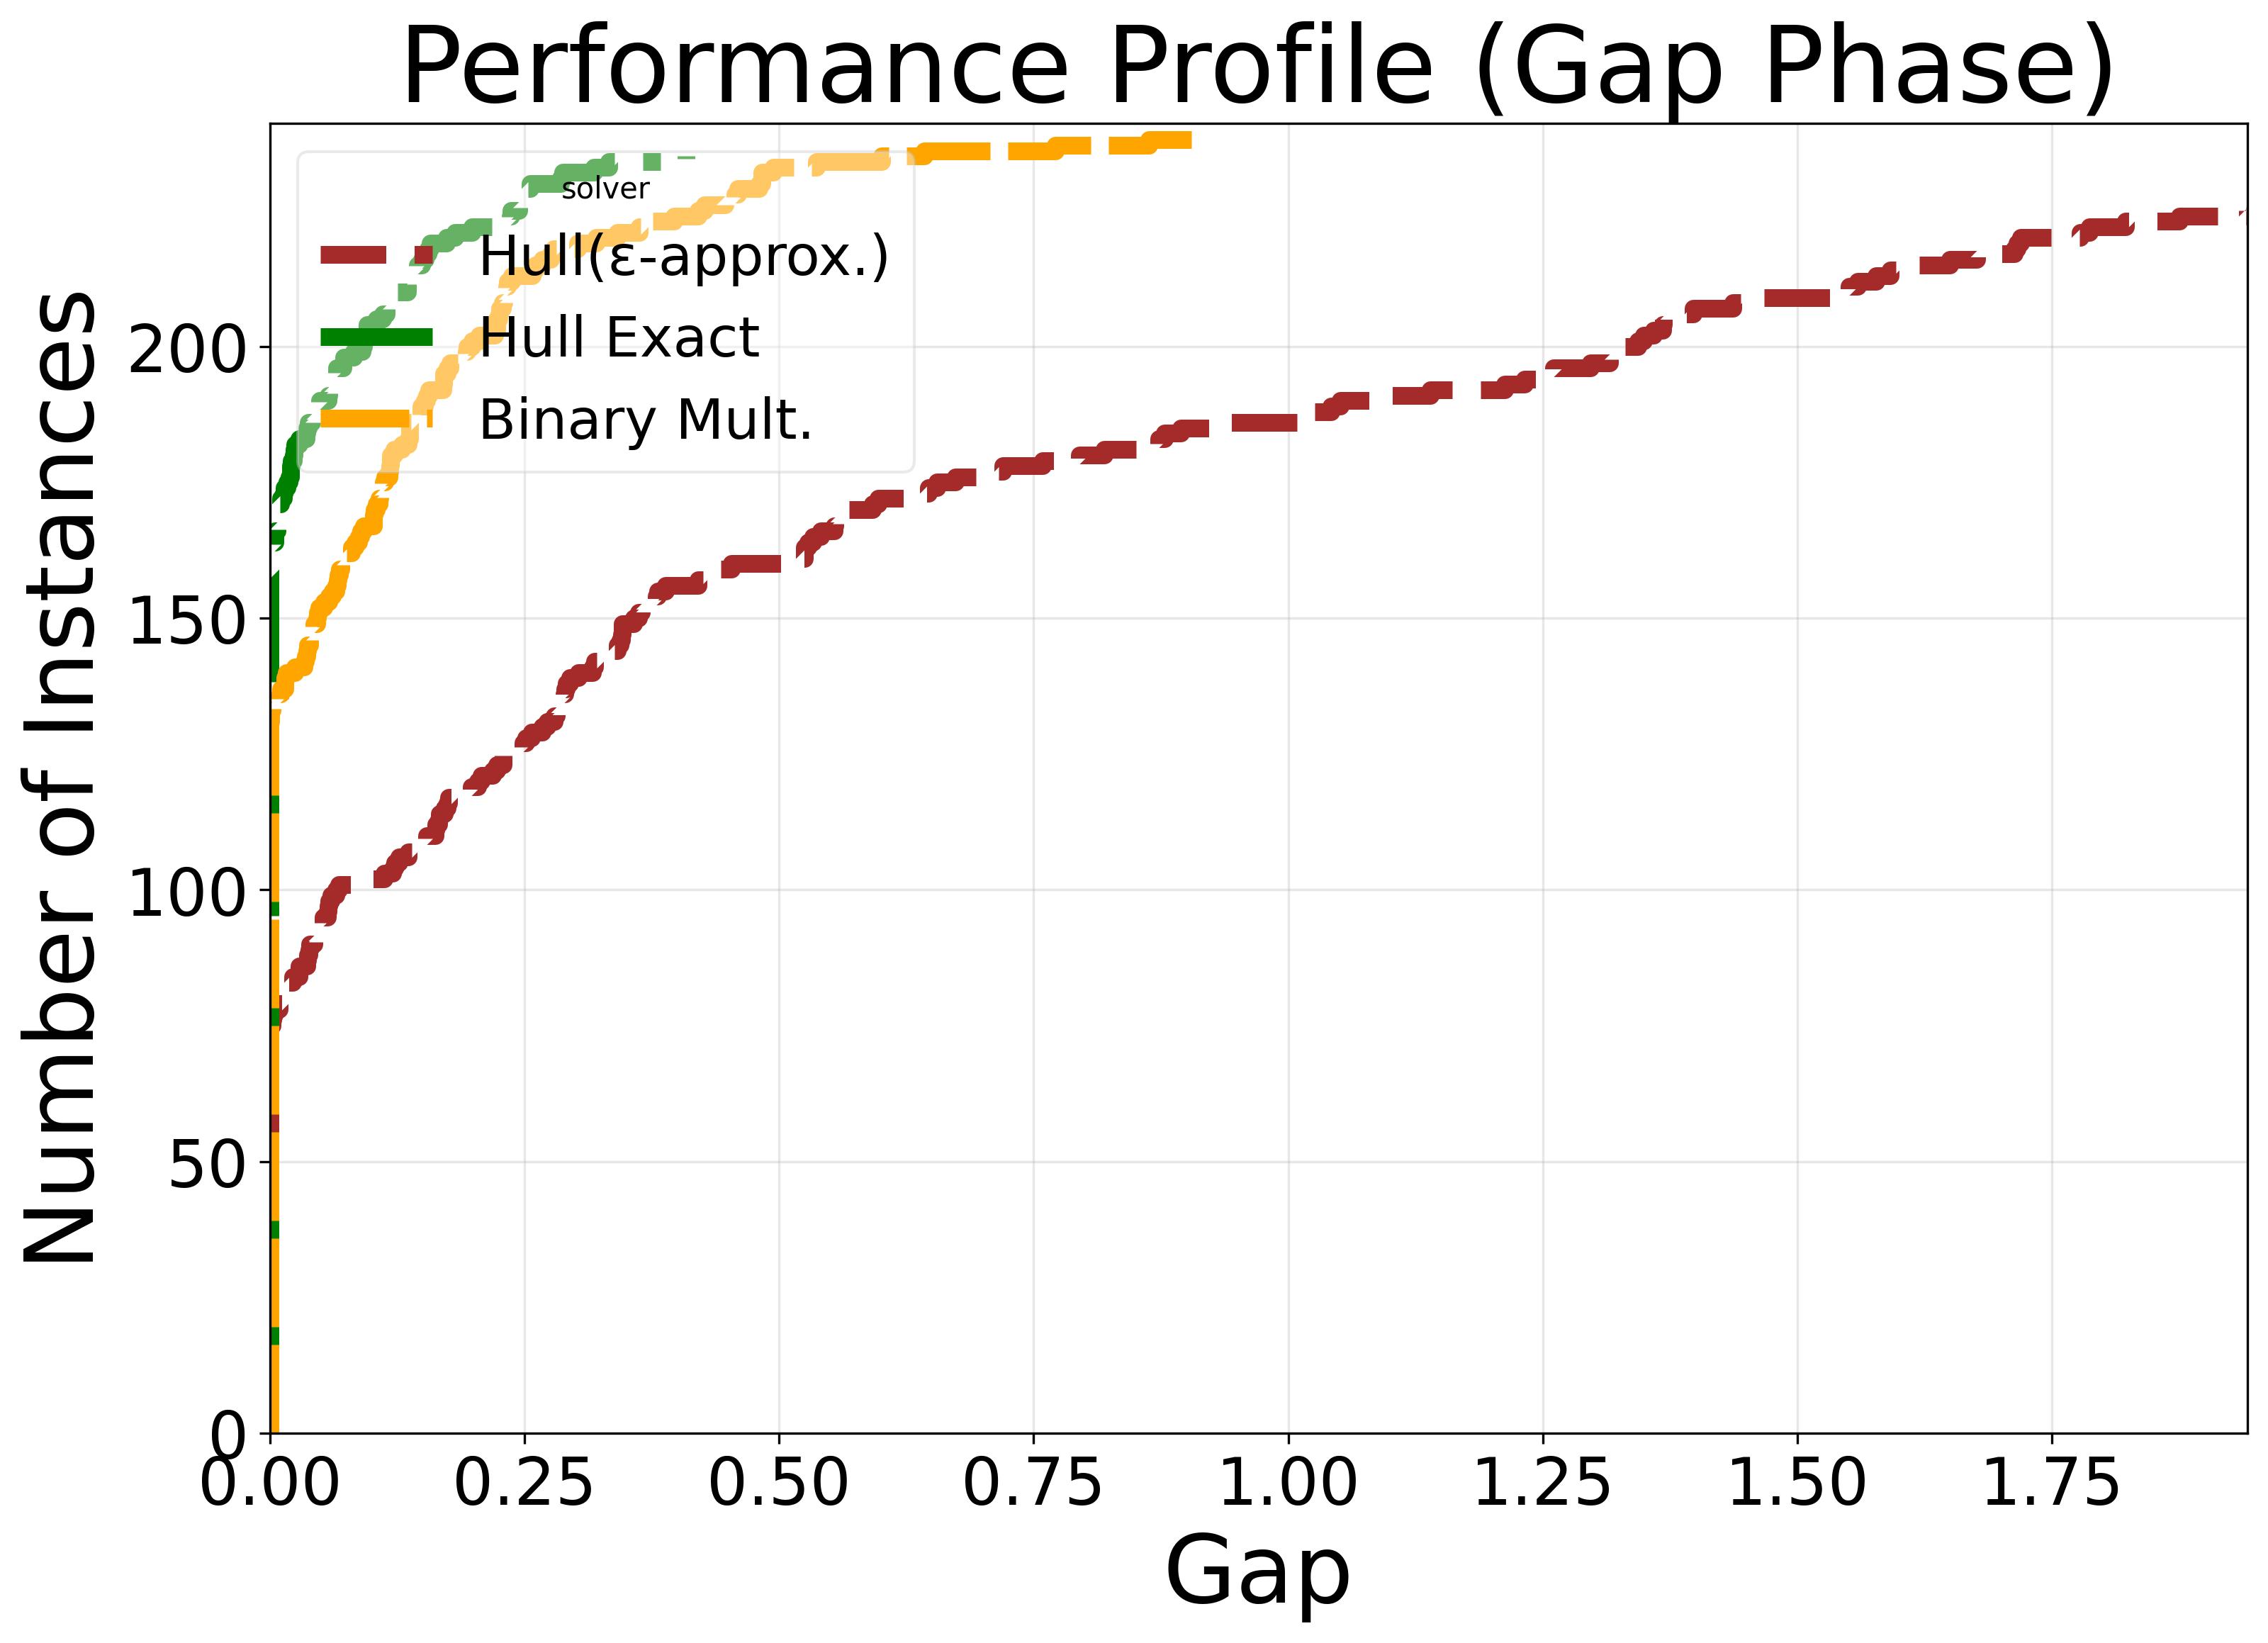 Performance Profile (Gap Phase)
solver
Hull(ε-approx.)
Hull Exact
Binary Mult.
Number of Instances
200
150
100
50
0
0.00 0.25 0.50 0.75 1.00 1.25 1.50 1.75
Gap